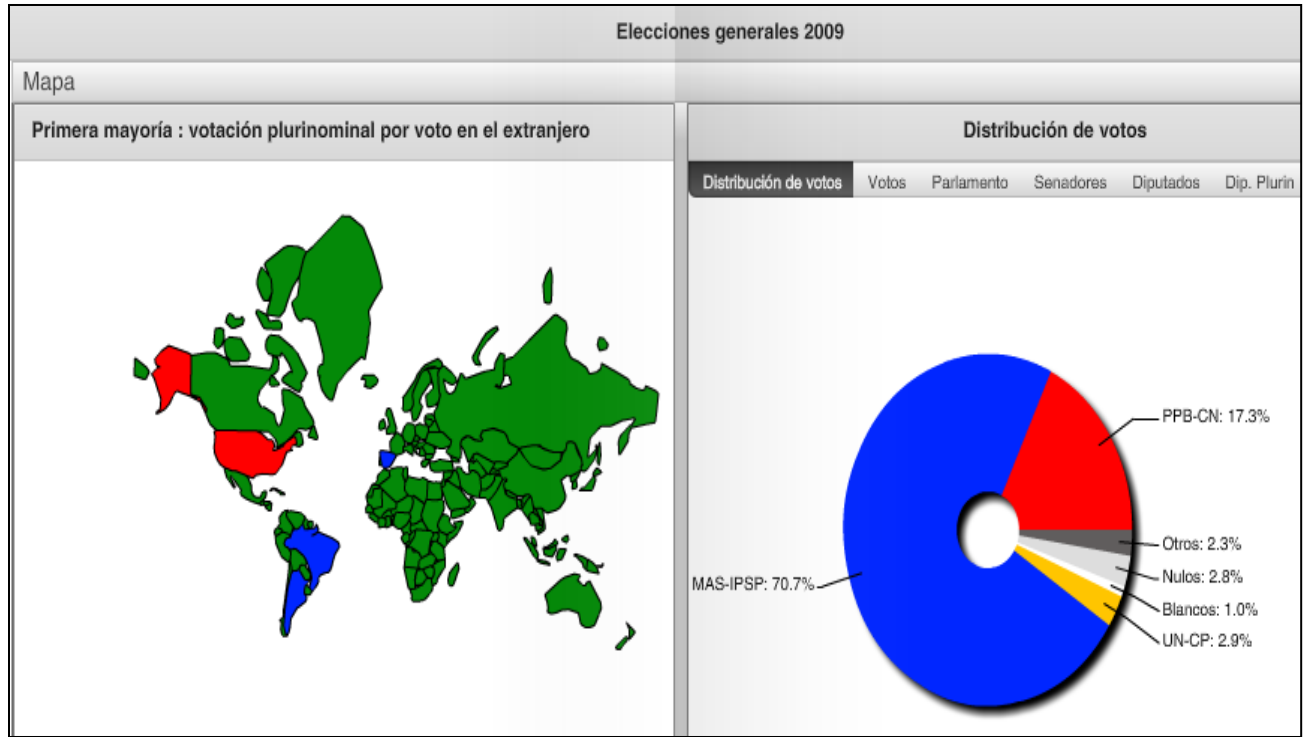 Elecciones generales 2009
Mapa
Primera mayoría : votación plurinominal por voto en el extranjero
Distribución de votos
Distribución de votos Votos Parlamento Senadores Diputados Dip. Plurin
PPB-CN: 17.3%
Otros: 2.3%
Nulos: 2.8%
MAS-IPSP: 70.7%
Blancos: 1.0%
UN-CP: 2.9%